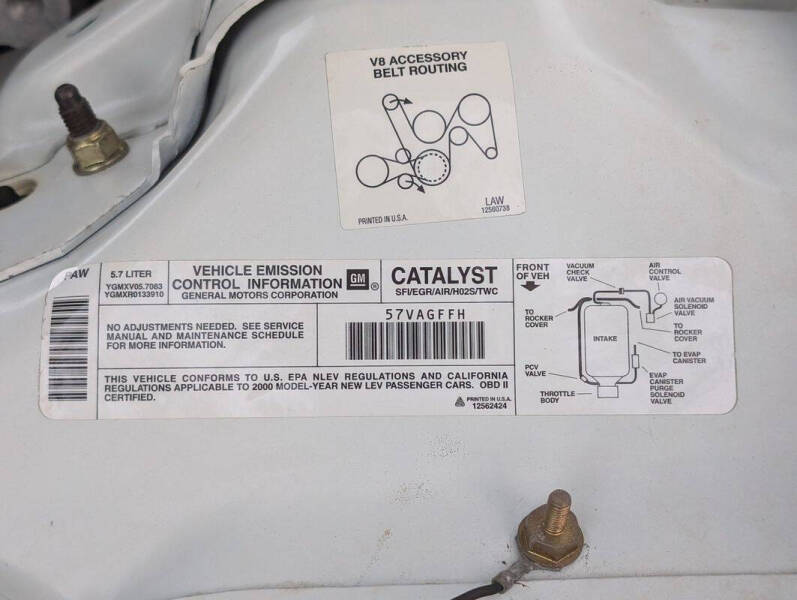 V8 ACCESSORY
BELT ROUTING
LAW
12560738
PRINTED IN U.S.A.
5.7 LITER
YGMXV05.7083
YGMXR0133910
VEHICLE EMISSION
CONTROL INFORMATION
GENERAL MOTORS CORPORATION
GM ®
CATALYST
SFI/EGR/AIR/H02S/TWC
NO ADJUSTMENTS NEEDED. SEE SERVICE
MANUAL AND MAINTENANCE SCHEDULE
FOR MORE INFORMATION.
57VAGFFH
THIS VEHICLE CONFORMS TO U.S. EPA NLEV REGULATIONS AND CALIFORNIA
REGULATIONS APPLICABLE TO 2000 MODEL-YEAR NEW LEV PASSENGER CARS. OBD II
CERTIFIED.
PRINTED IN U.S.A.
12562424
FRONT
OF VEH
VACUUM
CHECK
VALVE
AIR
CONTROL
VALVE
AIR VACUUM
SOLENOID
VALVE
TO
ROCKER
COVER
INTAKE
TO
ROCKER
COVER
TO EVAP
CANISTER
PCV
VALVE
EVAP
CANISTER
PURGE
SOLENOID
VALVE
THROTTLE
BODY